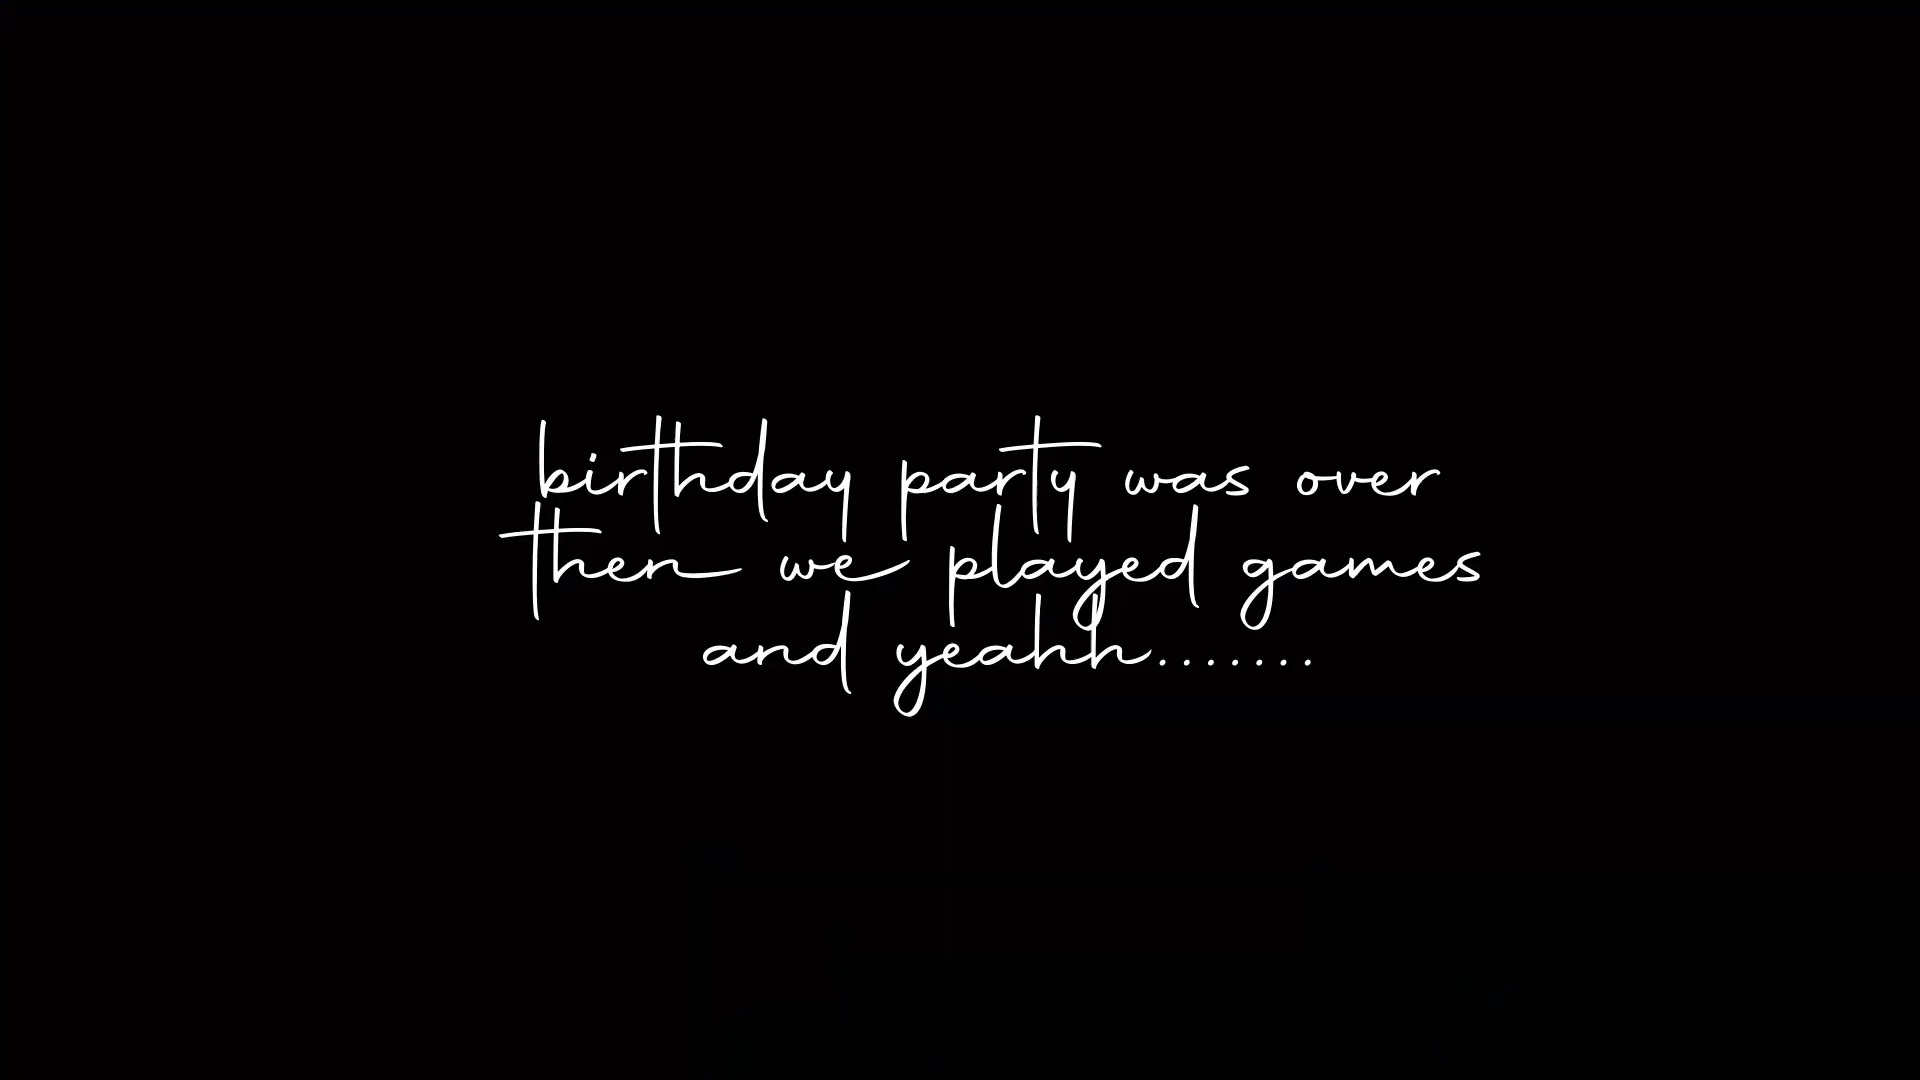 birthday party was over
then we played games
and yeahh.......